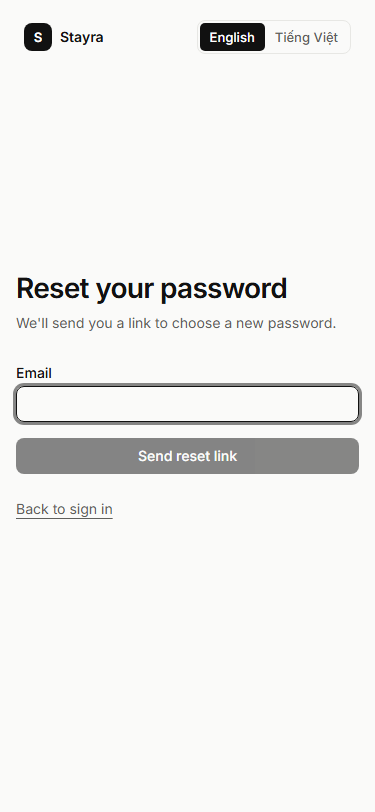 S Stayra English Tiếng Việt
Reset your password
We'll send you a link to choose a new password.
Email
Send reset link
Back to sign in